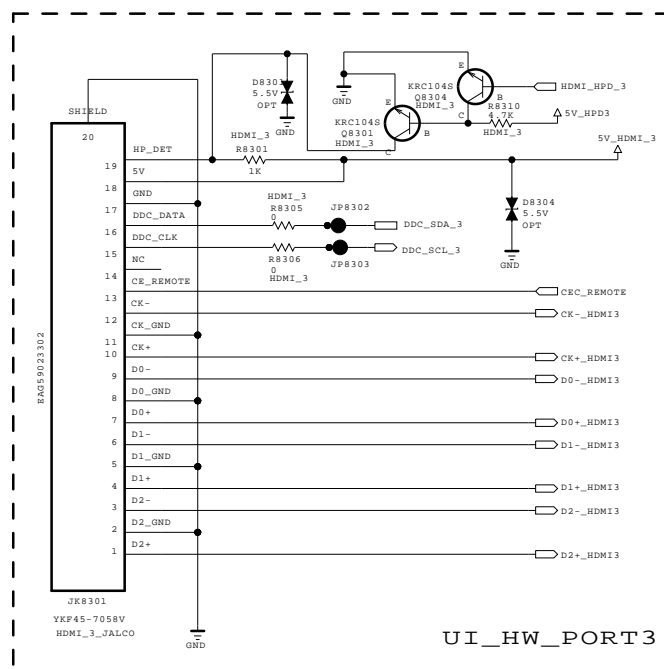 E
KRC104S
Q8304
HDMI_3
B
C
HDMI_HPD_3
D8301
5.5V
OPT
GND
GND
E
KRC104S
Q8301
HDMI_3
B
C
R8310
4.7K
HDMI_3
5V_HPD3
5V_HDMI_3
SHIELD
20
HDMI_3
R8301
1K
19
HP_DET
18
5V
17
GND
16
DDC_DATA
15
DDC_CLK
14
NC
13
CE_REMOTE
12
CK-
11
CK_GND
10
CK+
9
D0-
8
D0_GND
7
D0+
6
D1-
5
D1_GND
4
D1+
3
D2-
2
D2_GND
1
D2+
HDMI_3
R8305
0
JP8302
DDC_SDA_3
R8306
0
HDMI_3
JP8303
DDC_SCL_3
D8304
5.5V
OPT
GND
CEC_REMOTE
CK-_HDMI3
CK+_HDMI3
D0-_HDMI3
D0+_HDMI3
D1-_HDMI3
D1+_HDMI3
D2-_HDMI3
D2+_HDMI3
EAG59023302
JK8301
YKF45-7058V
HDMI_3_JALCO
GND
UI_HW_PORT3